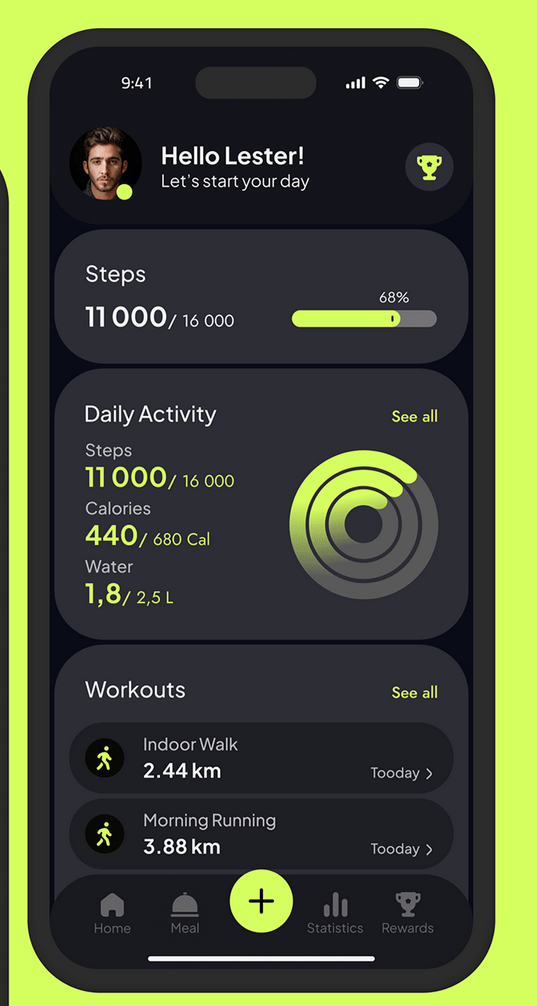 9:41
Hello Lester!
Let's start your day
Steps
68%
11 000/ 16 000
Daily Activity
See all
Steps
11 000/ 16 000
Calories
440/ 680 Cal
Water
1,8/ 2,5 L
Workouts
See all
Indoor Walk
2.44 km
Tooday
Morning Running
3.88 km
Tooday
Home
Meal
Statistics
Rewards